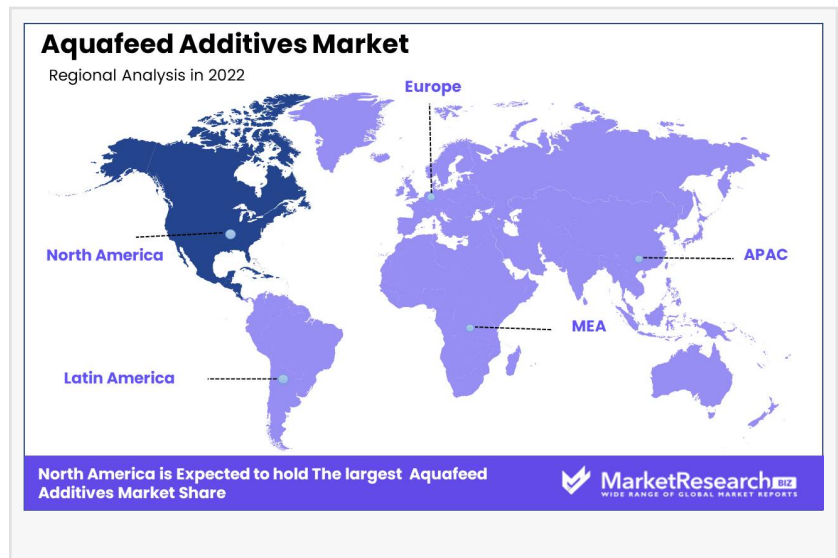 Aquafeed Additives Market
Regional Analysis in 2022
Europe
North America
APAC
MEA
Latin America
North America is Expected to hold The largest Aquafeed
Additives Market Share
MarketResearch BIZ
WIDE RANGE OF GLOBAL MARKET REPORTS